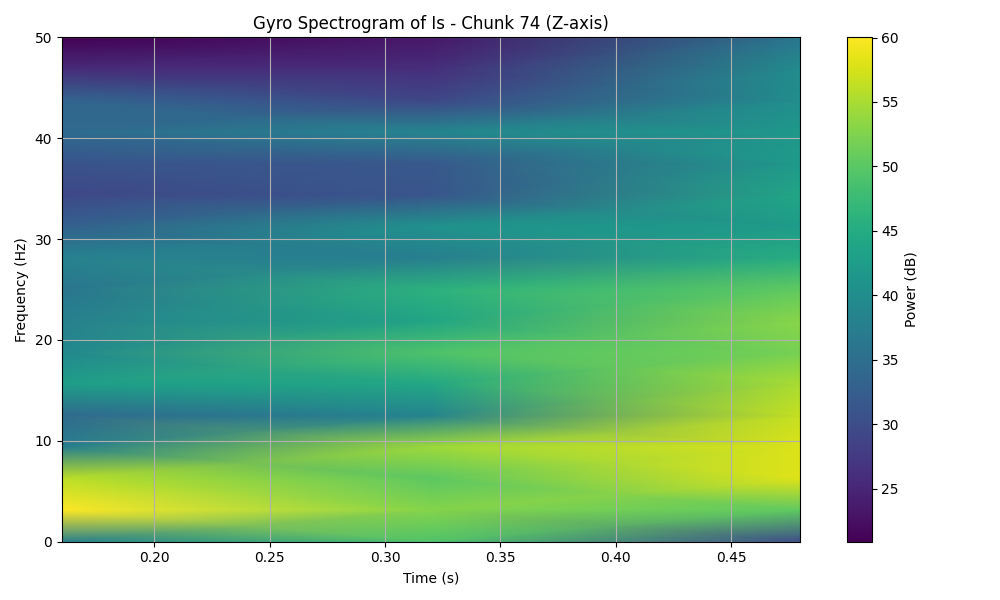 Gyro Spectrogram of Is - Chunk 74 (Z-axis)
50
40
30
20
10
0
Frequency (Hz)
0.20 0.25 0.30 0.35 0.40 0.45
Time (s)
60
55
50
45
40
35
30
25
Power (dB)